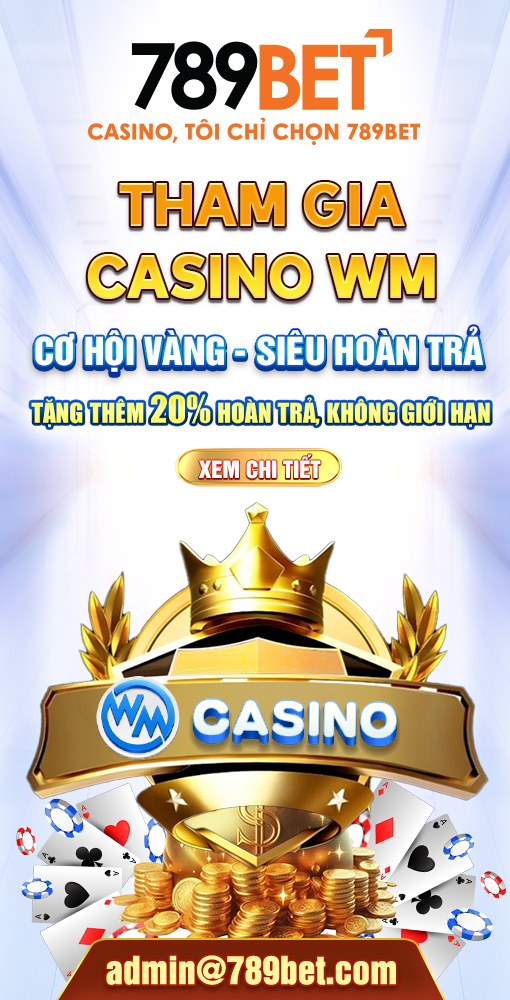 789BET
CASINO, TÔI CHỈ CHỌN 789BET
THAM GIA
CASINO WM
CƠ HỘI VÀNG - SIÊU HOÀN TRẢ
TẶNG THÊM 20% HOÀN TRẢ, KHÔNG GIỚI HẠN
XEM CHI TIẾT
WM CASINO
admin@789bet.com